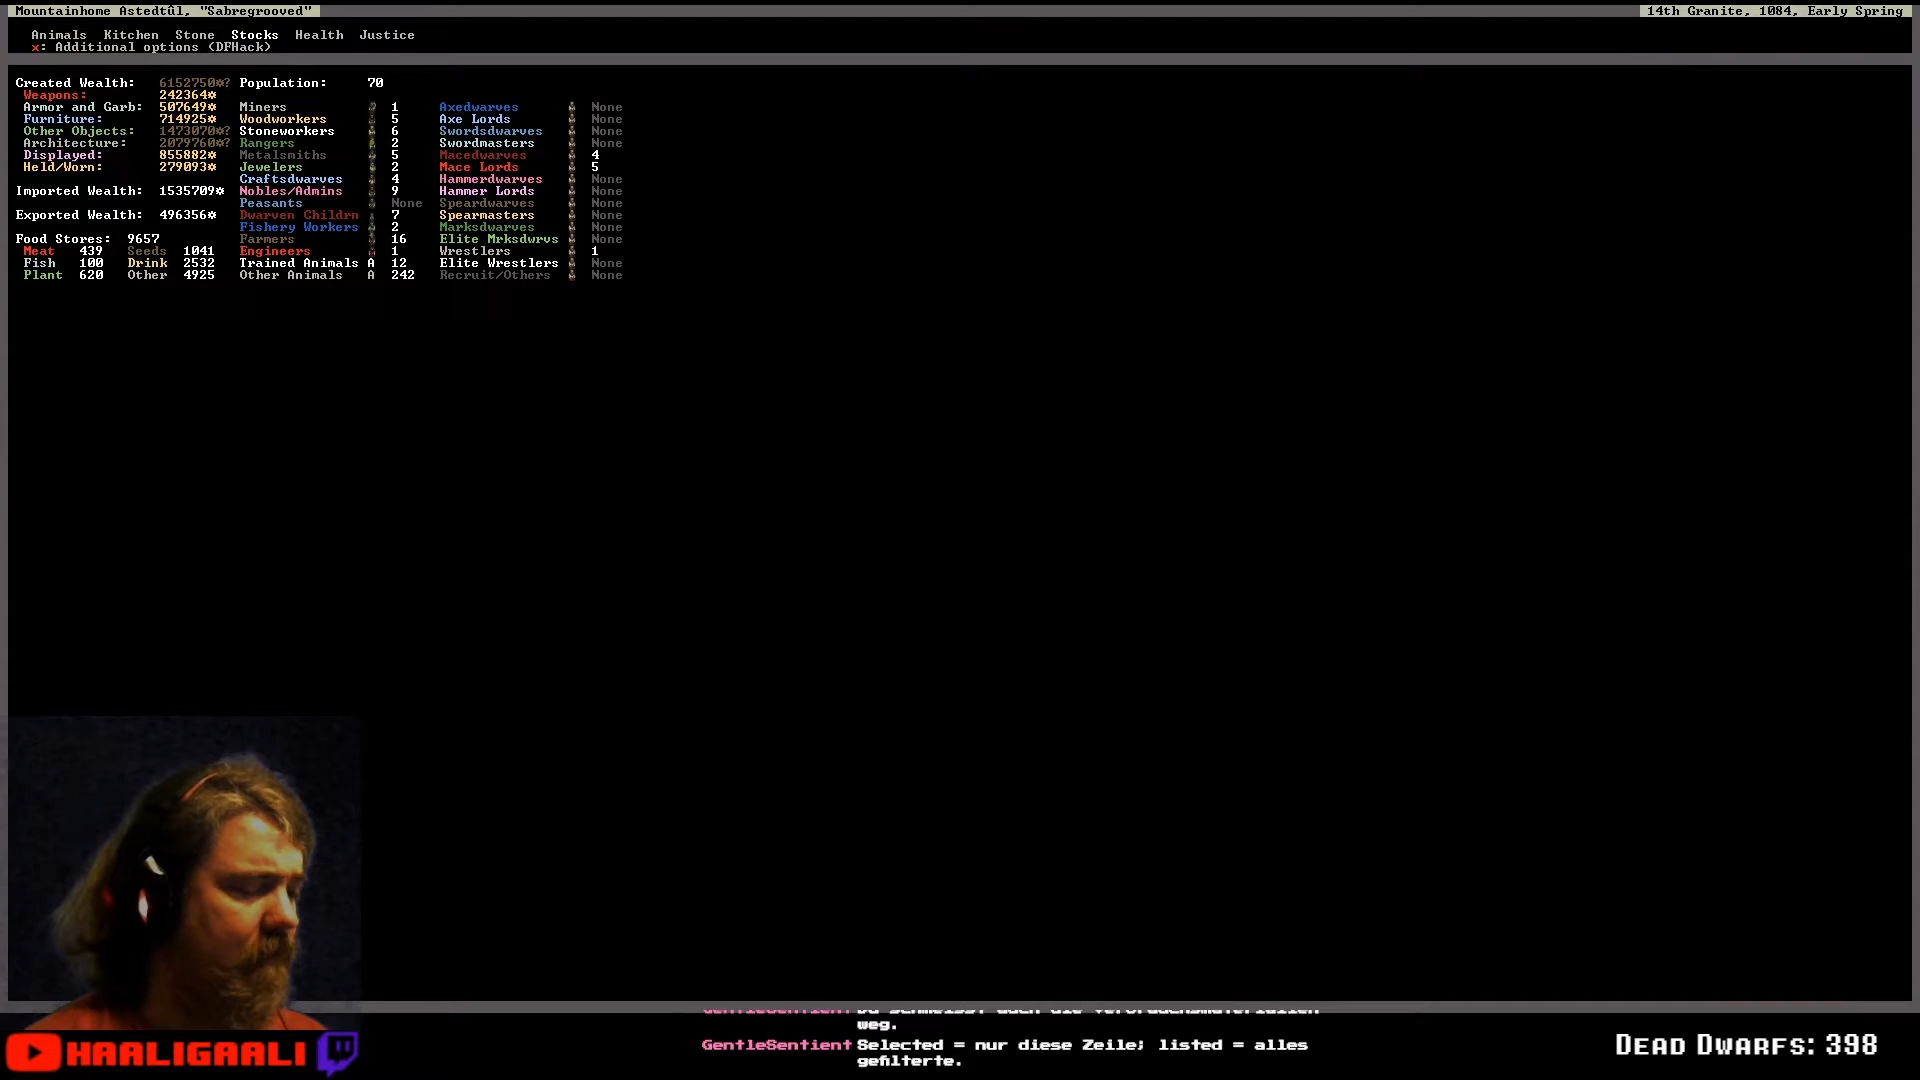 Mountainhome Astedtûl, "Sabregrooved" 14th Granite, 1084, Early Spring
Animals Kitchen Stone Stocks Health Justice
x: Additional options (DFHack)
Created Wealth: 6152750☼? Population: 70
Weapons: 242364☼
Armor and Garb: 507649☼ Miners 1 Axedwarves None
Furniture: 714925☼ Woodworkers 5 Axe Lords None
Other Objects: 1473070☼? Stoneworkers 6 Swordsdwarves None
Architecture: 2079760☼? Rangers 2 Swordmasters None
Displayed: 855882☼ Metalsmiths 5 Macedwarves 4
Held/Worn: 279093☼ Jewelers 2 Mace Lords 5
Craftsdwarves 4 Hammerdwarves None
Imported Wealth: 1535709☼ Nobles/Admins 9 Hammer Lords None
Peasants None Speardwarves None
Exported Wealth: 496356☼ Dwarven Childrn 7 Spearmasters None
Fishery Workers 2 Marksdwarves None
Food Stores: 9657 Farmers 16 Elite Mrksdwrvs None
Meat 439 Seeds 1041 Engineers 1 Wrestlers 1
Fish 100 Drink 2532 Trained Animals A 12 Elite Wrestlers None
Plant 620 Other 4925 Other Animals A 242 Recruit/Others None
weg.
GentleSentient Selected = nur diese Zeile; listed = alles
gefilterte.
HAALIGAALI
Dead Dwarfs: 398